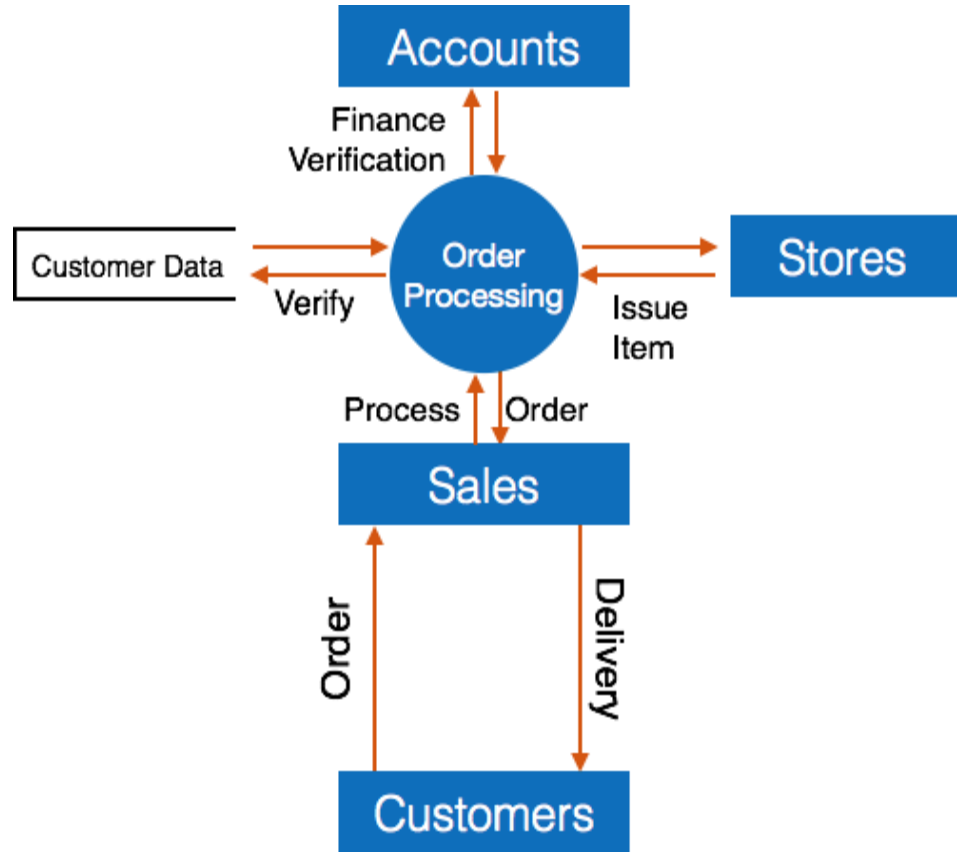 Accounts
Finance
Verification
Customer Data
Order
Processing
Stores
Verify
Issue
Item
Process
Order
Sales
Order
Delivery
Customers